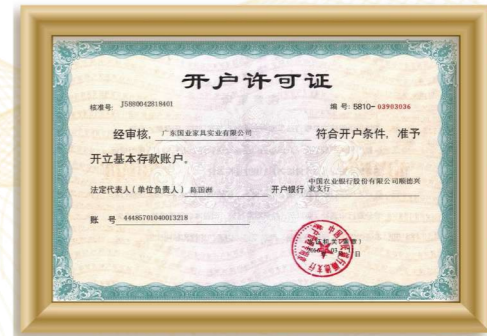 开户许可证
核准号: J5880042818401 编 号: 5810- 03903036
经审核, 广东国业家具实业有限公司 符合开户条件, 准予
开立基本存款账户。
法定代表人(单位负责人) 陈国洲 开户银行 中国农业银行股份有限公司顺德兴业支行
账 号 44485701040013218